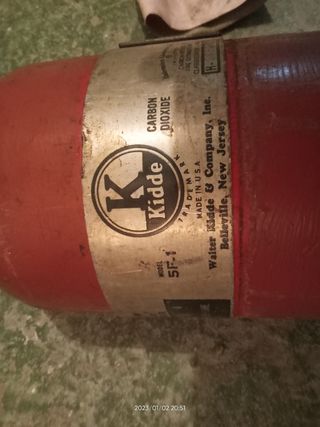 CARBON
DIOXIDE
K
Kidde
TRADEMARK
MADE IN U.S.A
Walter Kidde & Company, Inc.
Belleville, New Jersey
MODEL
5F-1
2023/01/02 20:51